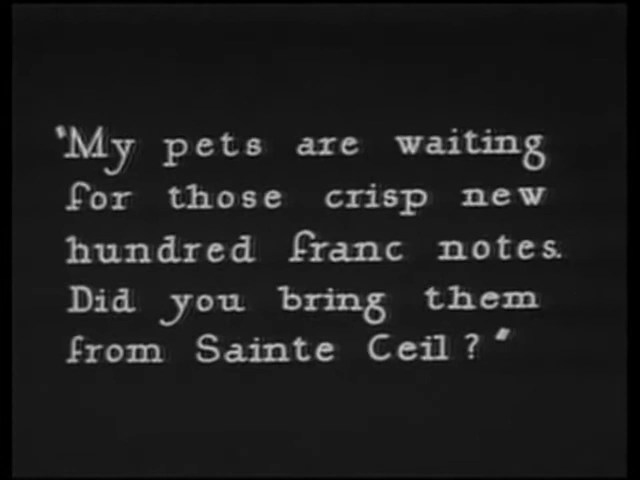 "My pets are waiting
for those crisp new
hundred franc notes.
Did you bring them
from Sainte Ceil?"